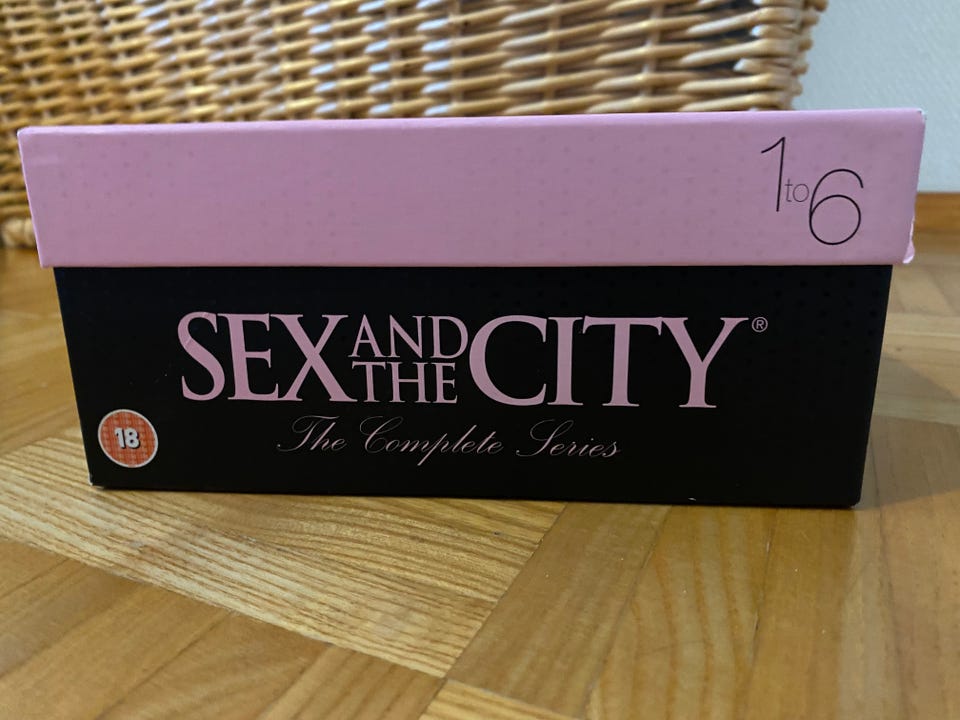 1 to 6
SEX AND THE CITY®
The Complete Series
18